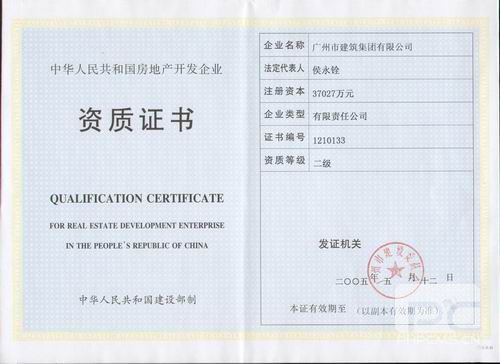 中华人民共和国房地产开发企业
资质证书
QUALIFICATION CERTIFICATE
FOR REAL ESTATE DEVELOPMENT ENTERPRISE
IN THE PEOPLE'S REPUBLIC OF CHINA
中华人民共和国建设部制
企业名称 广州市建筑集团有限公司
法定代表人 侯永铨
注册资本 37027万元
企业类型 有限责任公司
证书编号 1210133
资质等级 二级
发证机关
二〇〇五年 五 月 十二 日
本证有效期至 (以副本有效期为准)